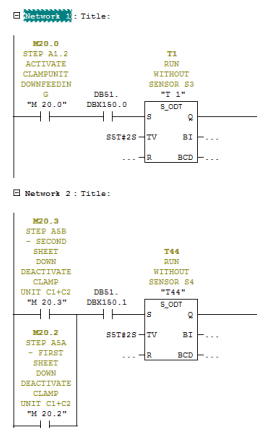 Network 1 : Title:
M20.0
STEP A1.2
ACTIVATE
CLAMPUNIT
DOWNFEEDIN
G
"M 20.0"
DB51.
DBX150.0
T1
RUN
WITHOUT
SENSOR S3
"T 1"
S_ODT
S Q
S5T#2S TV BI ...
... R BCD ...
Network 2 : Title:
M20.3
STEP A5B
- SECOND
SHEET
DOWN
DEACTIVATE
CLAMP
UNIT C1+C2
"M 20.3"
DB51.
DBX150.1
T44
RUN
WITHOUT
SENSOR S4
"T44"
S_ODT
S Q
S5T#2S TV BI ...
... R BCD ...
M20.2
STEP A5A
- FIRST
SHEET
DOWN
DEACTIVATE
CLAMP
UNIT C1+C2
"M 20.2"